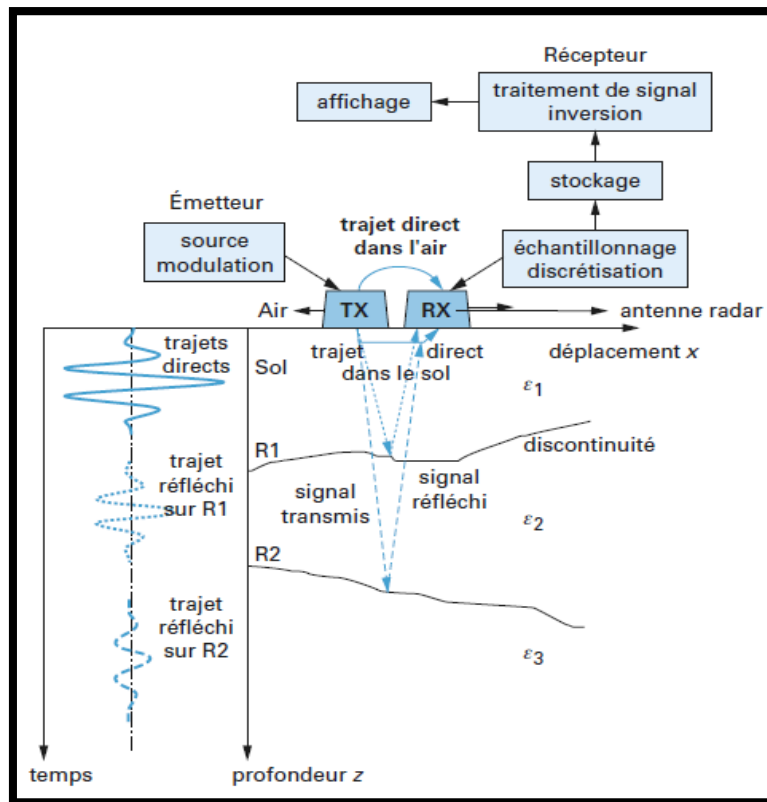 Récepteur
affichage
traitement de signal
inversion
stockage
Émetteur
source
modulation
trajet direct
dans l'air
échantillonnage
discrétisation
Air
TX
RX
antenne radar
trajets
directs
Sol
trajet
direct
dans le sol
déplacement x
ε1
R1
discontinuité
trajet
réfléchi
sur R1
signal
transmis
signal
réfléchi
ε2
R2
trajet
réfléchi
sur R2
ε3
temps
profondeur z